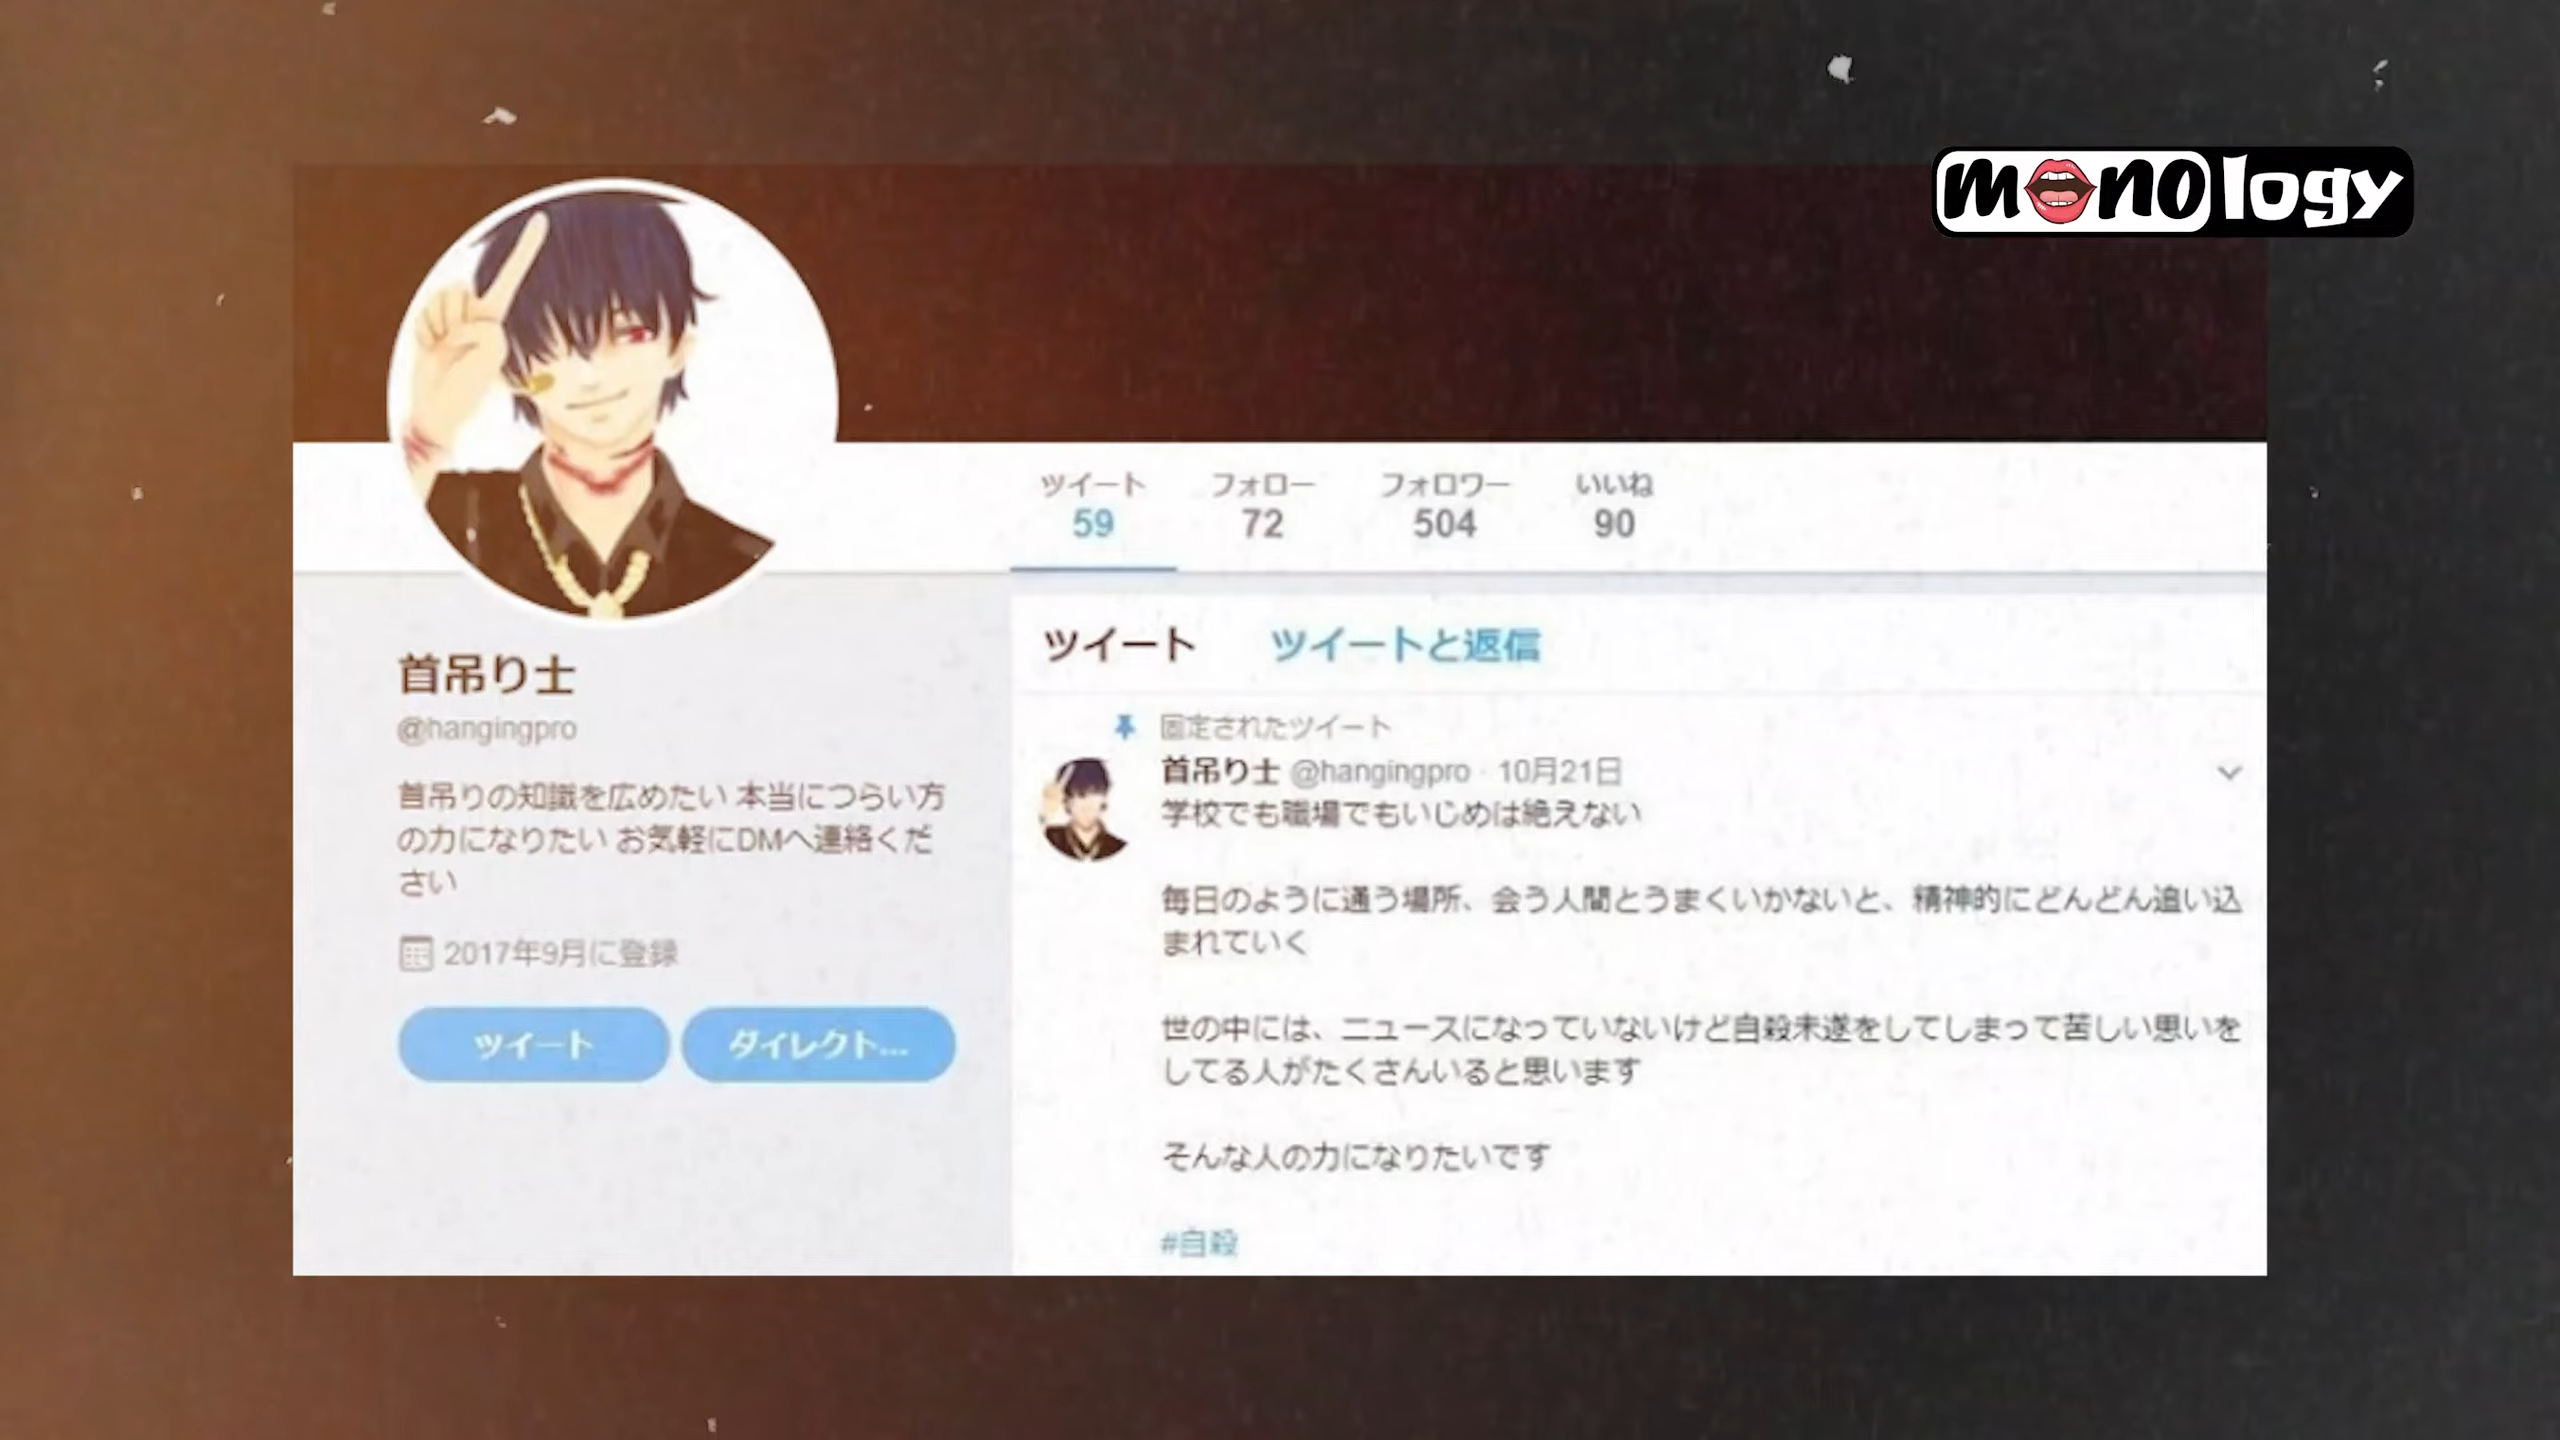 monology
ツイート
59
フォロー
72
フォロワー
504
いいね
90
首吊り士
@hangingpro
首吊りの知識を広めたい 本当につらい方
の力になりたい お気軽にDMへ連絡くだ
さい
2017年9月に登録
ツイート
ダイレクト...
ツイート ツイートと返信
固定されたツイート
首吊り士 @hangingpro · 10月21日
学校でも職場でもいじめは絶えない
毎日のように通う場所、会う人間とうまくいかないと、精神的にどんどん追い込
まれていく
世の中には、ニュースになっていないけど自殺未遂をしてしまって苦しい思いを
してる人がたくさんいると思います
そんな人の力になりたいです
#自殺